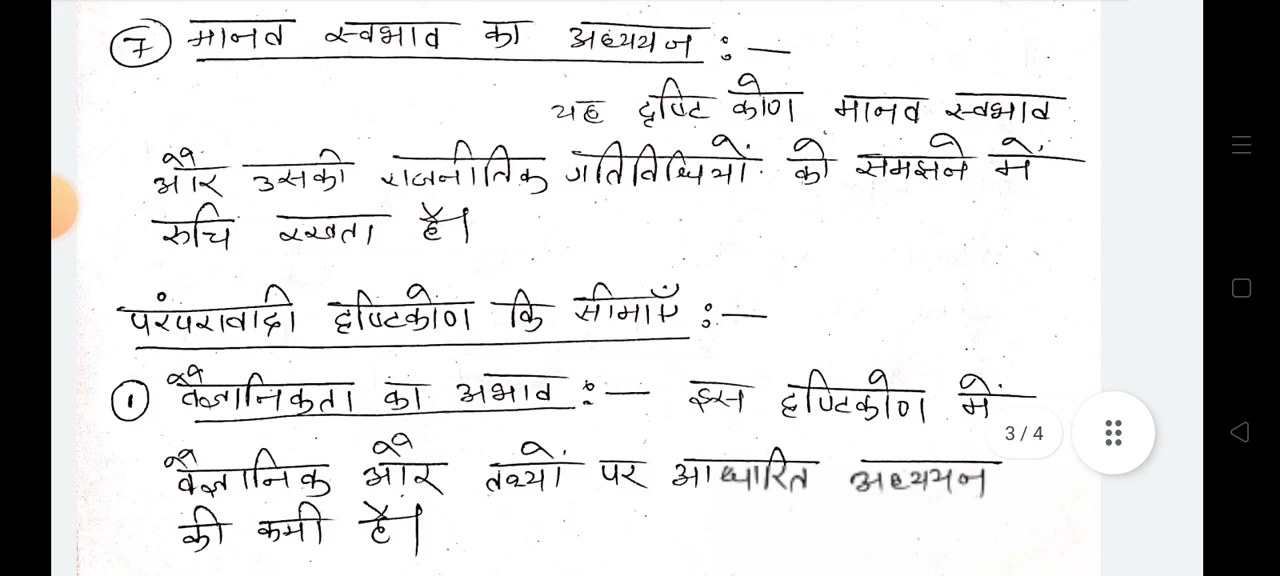 7 मानव स्वभाव का अध्ययन :—
यह दृष्टि कोण मानव स्वभाव
और उसकी राजनीतिक गतिविधियों को समझने में
रुचि रखता है।
परंपरावादी दृष्टिकोण कि सीमाएँ :—
1 वैज्ञानिकता का अभाव :— इस दृष्टिकोण में
वैज्ञानिक और तथ्यों पर आधारित अध्ययन
की कमी है।
3/4